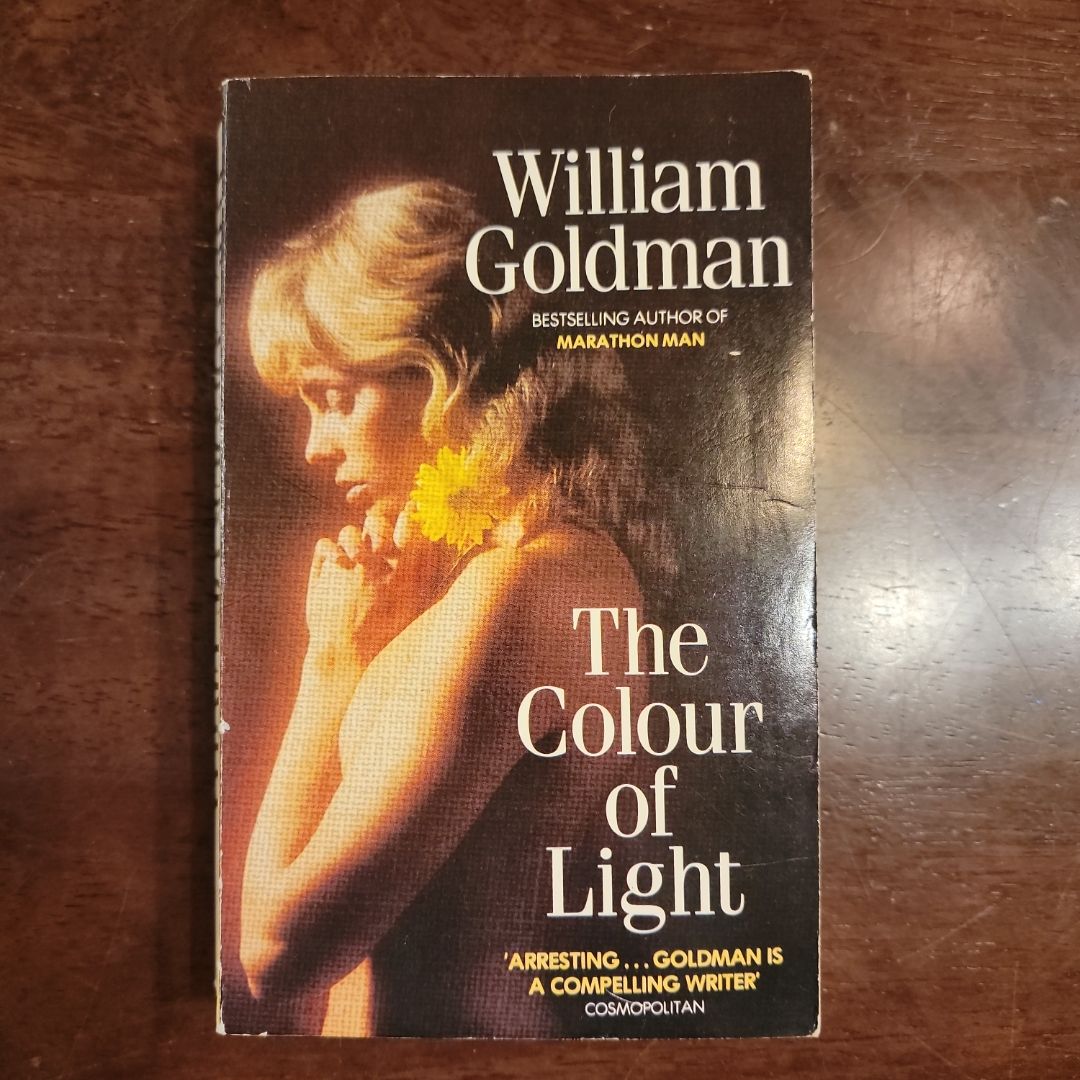 William
Goldman
BESTSELLING AUTHOR OF
MARATHON MAN
The
Colour
of
Light
'ARRESTING...GOLDMAN IS
A COMPELLING WRITER'
COSMOPOLITAN